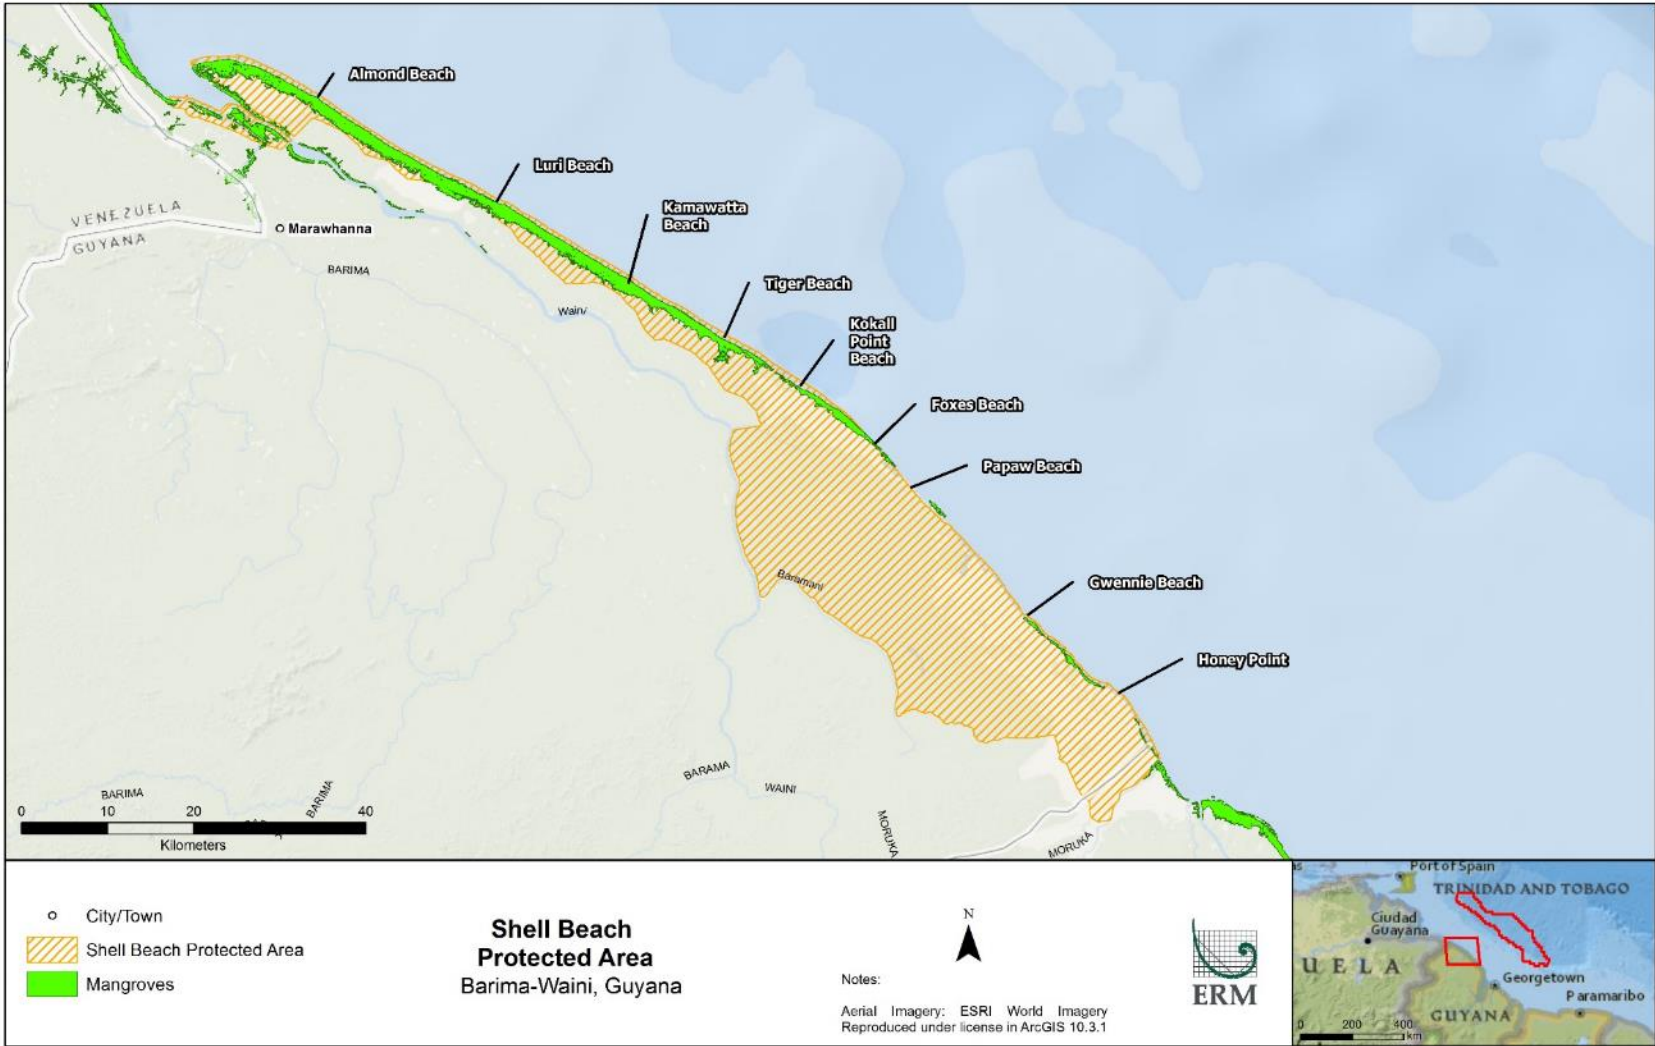 Almond Beach
Luri Beach
Kamawatta
Beach
VENEZUELA
GUYANA
Marawhanna
BARIMA
Waini
Tiger Beach
Kokall
Point
Beach
Foxes Beach
Papaw Beach
Baramani
Gwennie Beach
Honey Point
BARAMA
WAINI
BARIMA
BARIMA
MORUKA
MORUKA
0 10 20 40
Kilometers
City/Town
Shell Beach Protected Area
Mangroves
Shell Beach
Protected Area
Barima-Waini, Guyana
N
Notes:
Aerial Imagery: ESRI World Imagery
Reproduced under license in ArcGIS 10.3.1
ERM
as
Port of Spain
TRINIDAD AND TOBAGO
Ciudad
Guayana
UELA
Georgetown
Paramaribo
GUYANA
0 200 400
km